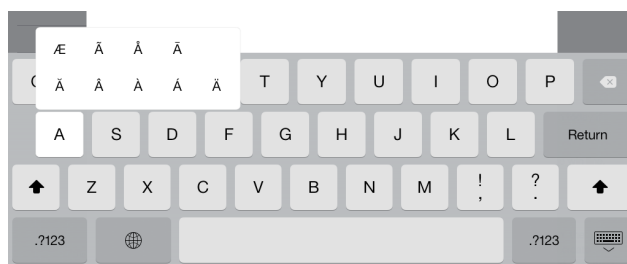 Æ Ã Å Ã
Ă Â À Á Ä
T Y U I O P
A S D F G H J K L Return
Z X C V B N M ! , ? .
.?123 .?123